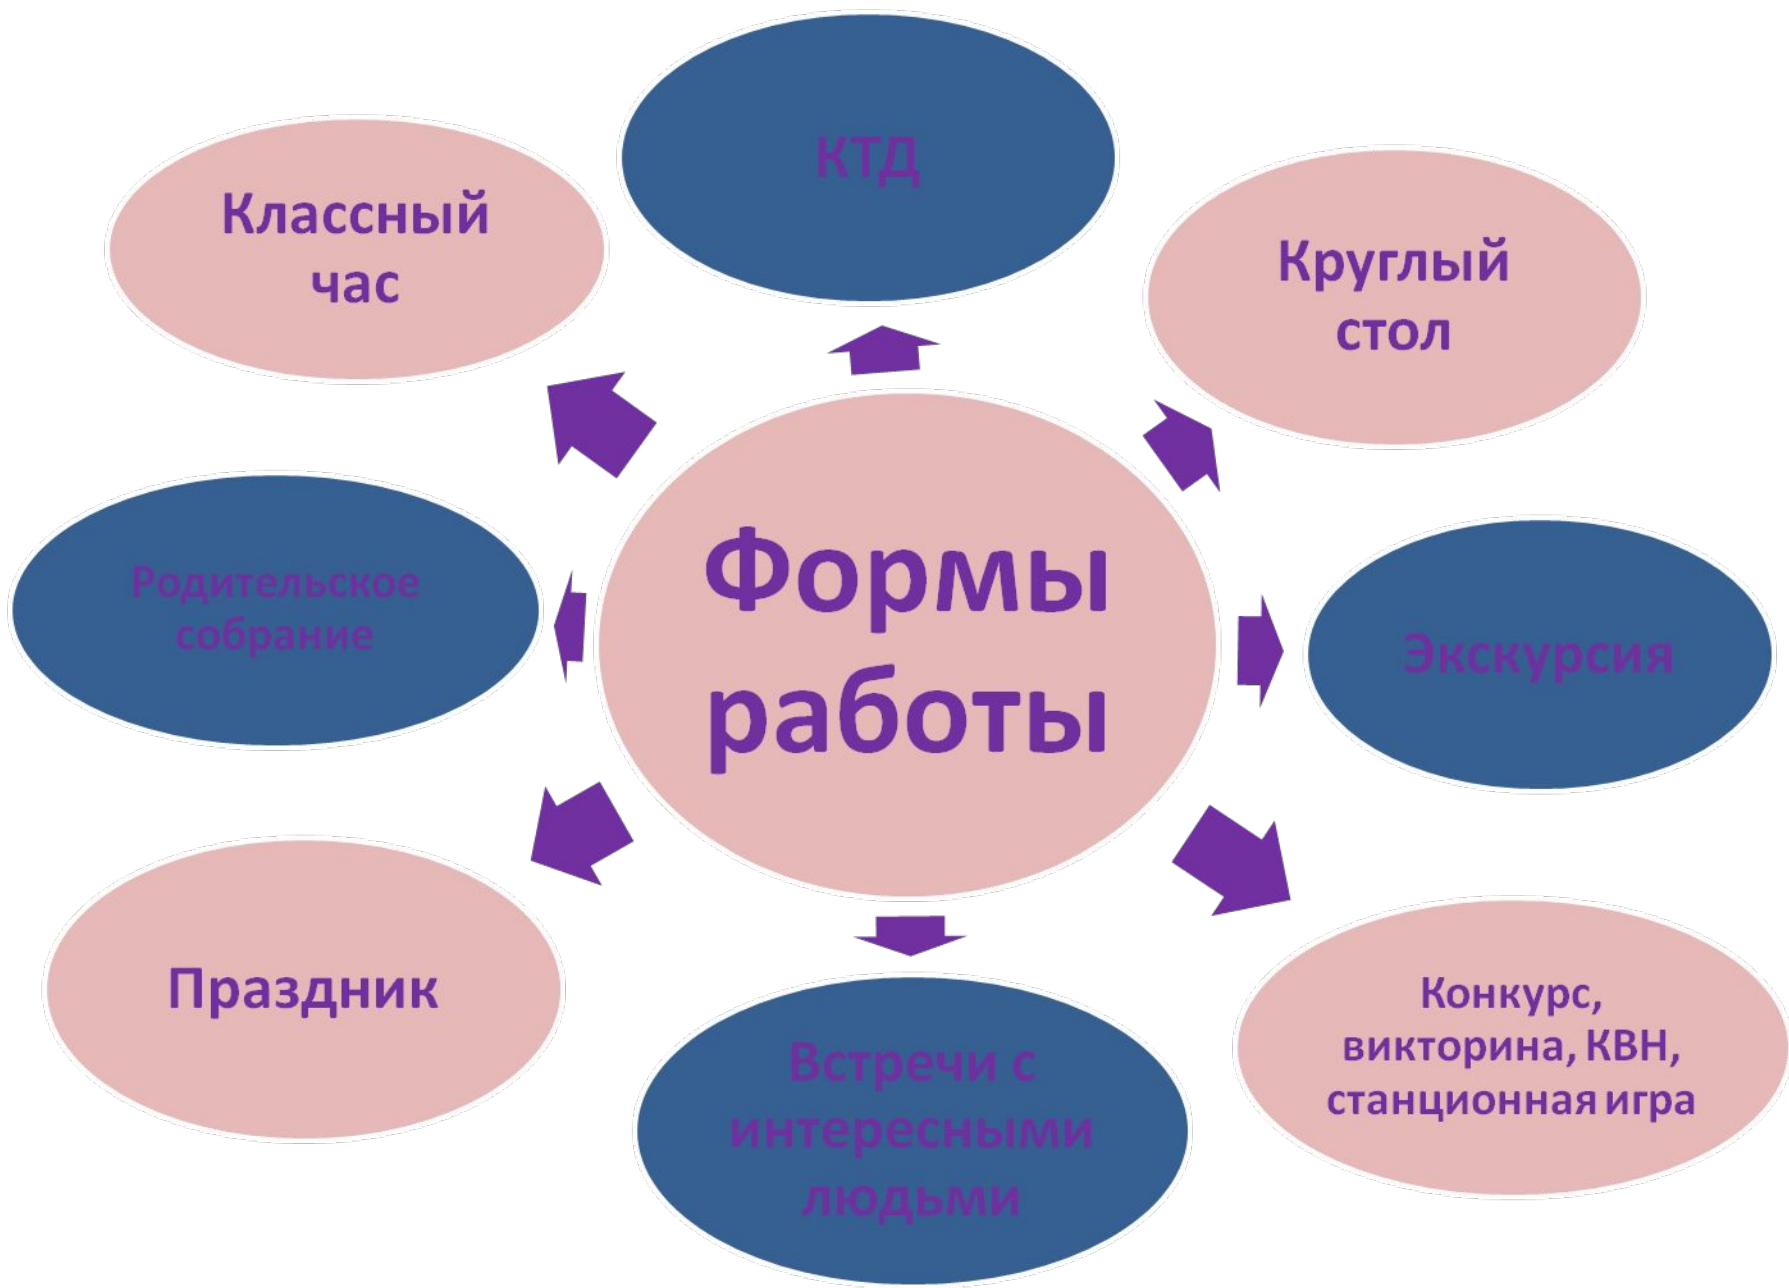 КТД
Классный
час
Круглый
стол
Формы
работы
Родительское
собрание
Экскурсия
Праздник
Конкурс,
викторина, КВН,
станционная игра
Встречи с
интересными
людьми